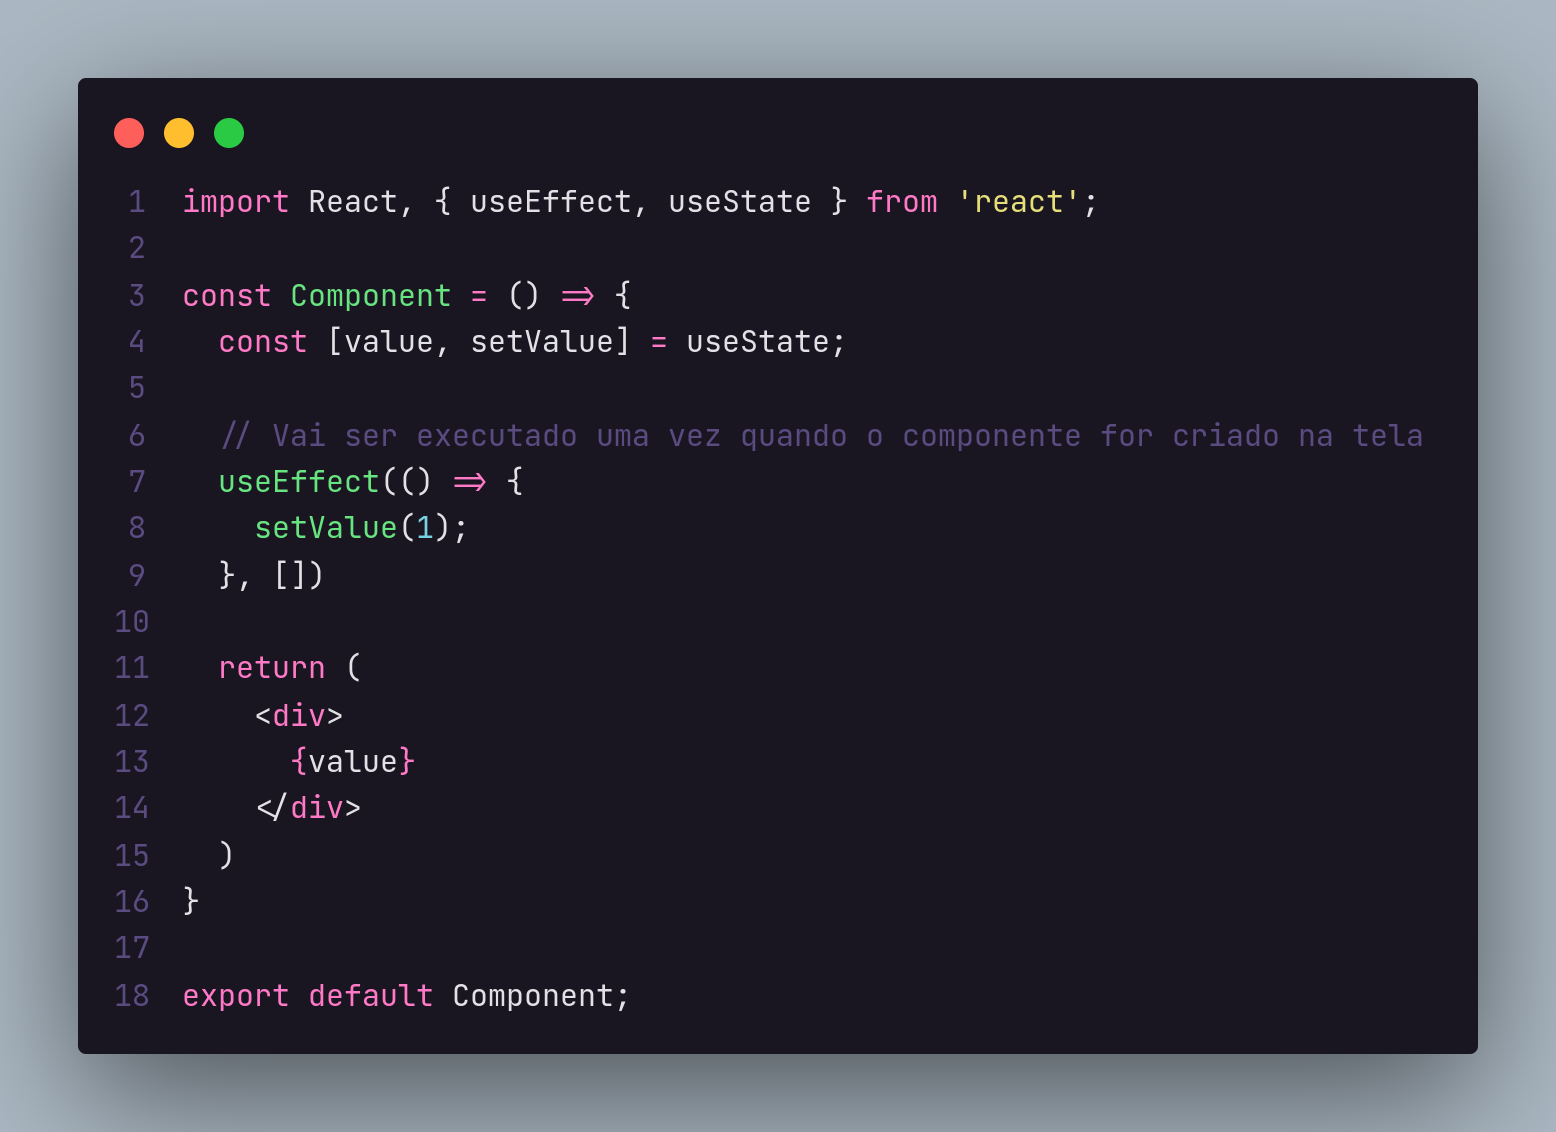 1 import React, { useEffect, useState } from 'react';
2
3 const Component = () => {
4   const [value, setValue] = useState;
5
6   // Vai ser executado uma vez quando o componente for criado na tela
7   useEffect(() => {
8     setValue(1);
9   }, [])
10
11   return (
12     <div>
13       {value}
14     </div>
15   )
16 }
17
18 export default Component;